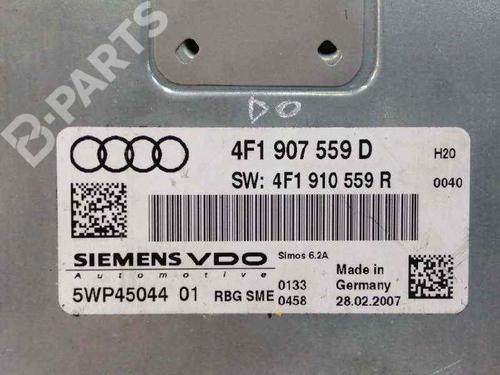 B-PARTS
DO
4F1 907 559 D
H20
SW: 4F1 910 559 R
0040
SIEMENS VDO
Automotive
Simos 6.2A
5WP45044 01
RBG SME
0133
0458
Made in
Germany
28.02.2007